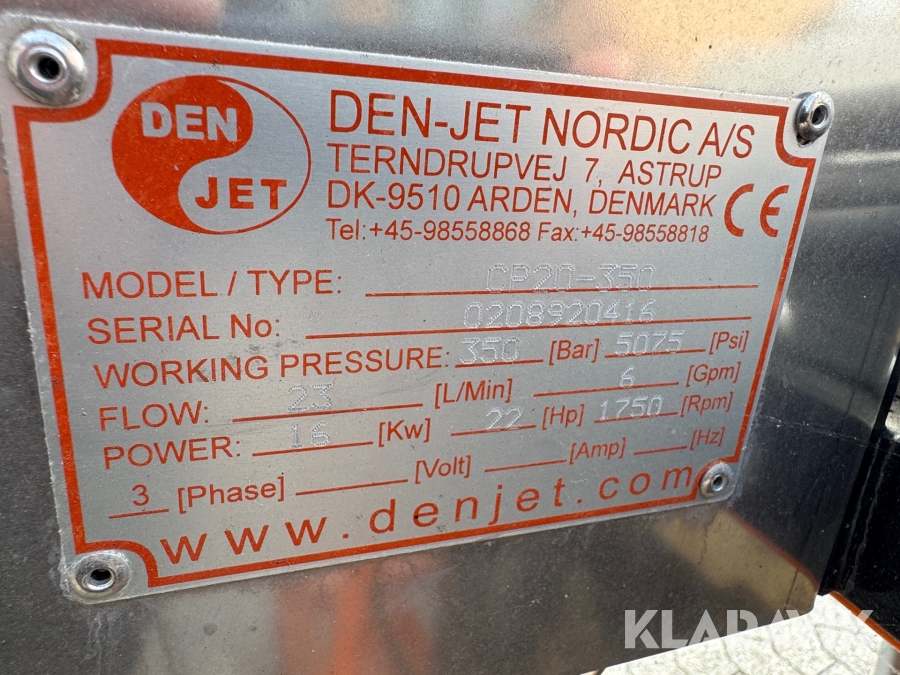 DEN
JET
DEN-JET NORDIC A/S
TERNDRUPVEJ 7, ASTRUP
DK-9510 ARDEN, DENMARK
Tel:+45-98558868 Fax:+45-98558818
CE
MODEL / TYPE: CP20-350
SERIAL No: 0208920416
WORKING PRESSURE: 350 [Bar] 5075 [Psi]
FLOW: 23 [L/Min] 6 [Gpm]
POWER: 16 [Kw] 22 [Hp] 1750 [Rpm]
3 [Phase] [Volt] [Amp] [Hz]
www.denjet.com
KLARAVIK